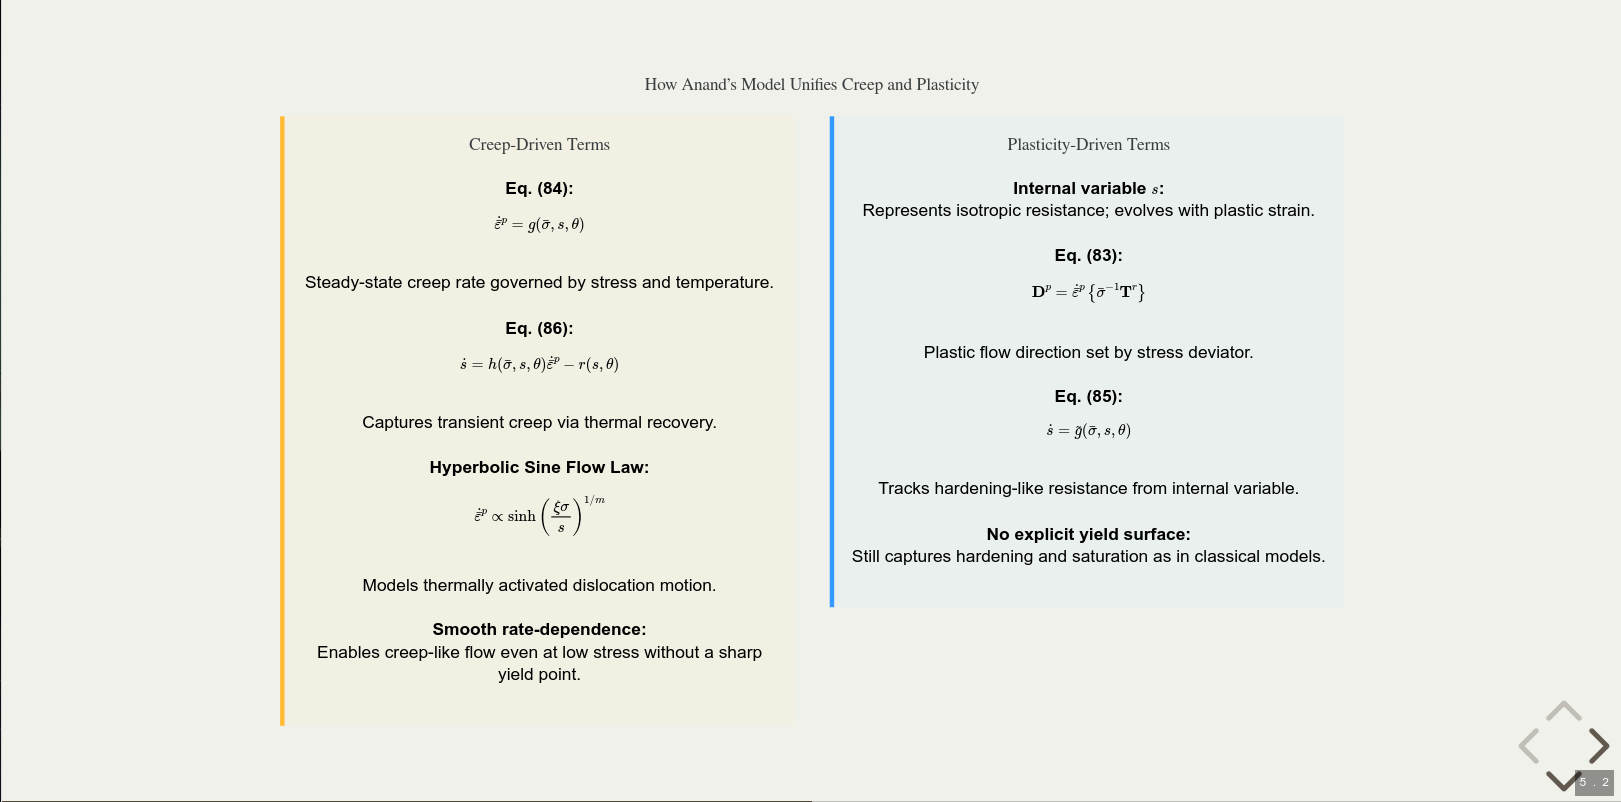 How Anand's Model Unifies Creep and Plasticity
Creep-Driven Terms
Eq. (84):
$\dot{\bar{\varepsilon}}^p = g(\bar{\sigma}, s, \theta)$
Steady-state creep rate governed by stress and temperature.
Eq. (86):
$\dot{s} = h(\bar{\sigma}, s, \theta)\dot{\bar{\varepsilon}}^p - r(s, \theta)$
Captures transient creep via thermal recovery.
Hyperbolic Sine Flow Law:
$\dot{\bar{\varepsilon}}^p \propto \sinh\left(\frac{\xi\sigma}{s}\right)^{1/m}$
Models thermally activated dislocation motion.
Smooth rate-dependence:
Enables creep-like flow even at low stress without a sharp
yield point.
Plasticity-Driven Terms
Internal variable $s$:
Represents isotropic resistance; evolves with plastic strain.
Eq. (83):
$\mathbf{D}^p = \dot{\bar{\varepsilon}}^p \{\bar{\sigma}^{-1}\mathbf{T}^r\}$
Plastic flow direction set by stress deviator.
Eq. (85):
$\dot{s} = \tilde{g}(\bar{\sigma}, s, \theta)$
Tracks hardening-like resistance from internal variable.
No explicit yield surface:
Still captures hardening and saturation as in classical models.
5 . 2